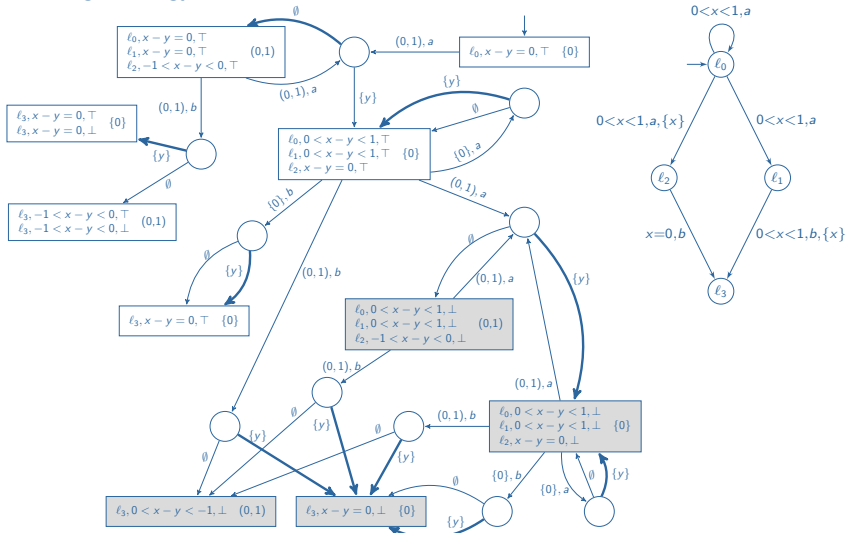 ∅
0<x<1,a
ℓ₀, x − y = 0, ⊤
ℓ₁, x − y = 0, ⊤ (0,1)
ℓ₂, −1 < x − y < 0, ⊤
(0,1), a
ℓ₀, x − y = 0, ⊤ {0}
ℓ₀
(0,1), a
{y}
{y}
∅
(0,1), b
ℓ₃, x − y = 0, ⊤
ℓ₃, x − y = 0, ⊥ {0}
{y}
∅
ℓ₀, 0 < x − y < 1, ⊤
ℓ₁, 0 < x − y < 1, ⊤ {0}
ℓ₂, x − y = 0, ⊤
{0}, a
0<x<1,a,{x}
0<x<1,a
ℓ₂
ℓ₁
ℓ₃, −1 < x − y < 0, ⊤
ℓ₃, −1 < x − y < 0, ⊥ (0,1)
{0}, b
(0,1), a
x=0,b
0<x<1,b,{x}
∅
{y}
(0,1), b
∅
(0,1), a
{y}
ℓ₃
ℓ₃, x − y = 0, ⊤ {0}
ℓ₀, 0 < x − y < 1, ⊥
ℓ₁, 0 < x − y < 1, ⊥ (0,1)
ℓ₂, −1 < x − y < 0, ⊥
(0,1), b
(0,1), a
∅
{y}
∅
(0,1), b
ℓ₀, 0 < x − y < 1, ⊥
ℓ₁, 0 < x − y < 1, ⊥ {0}
ℓ₂, x − y = 0, ⊥
∅
{y}
{y}
∅
{0}, b
{0}, a
∅
{y}
ℓ₃, 0 < x − y < −1, ⊥ (0,1)
ℓ₃, x − y = 0, ⊥ {0}
{y}